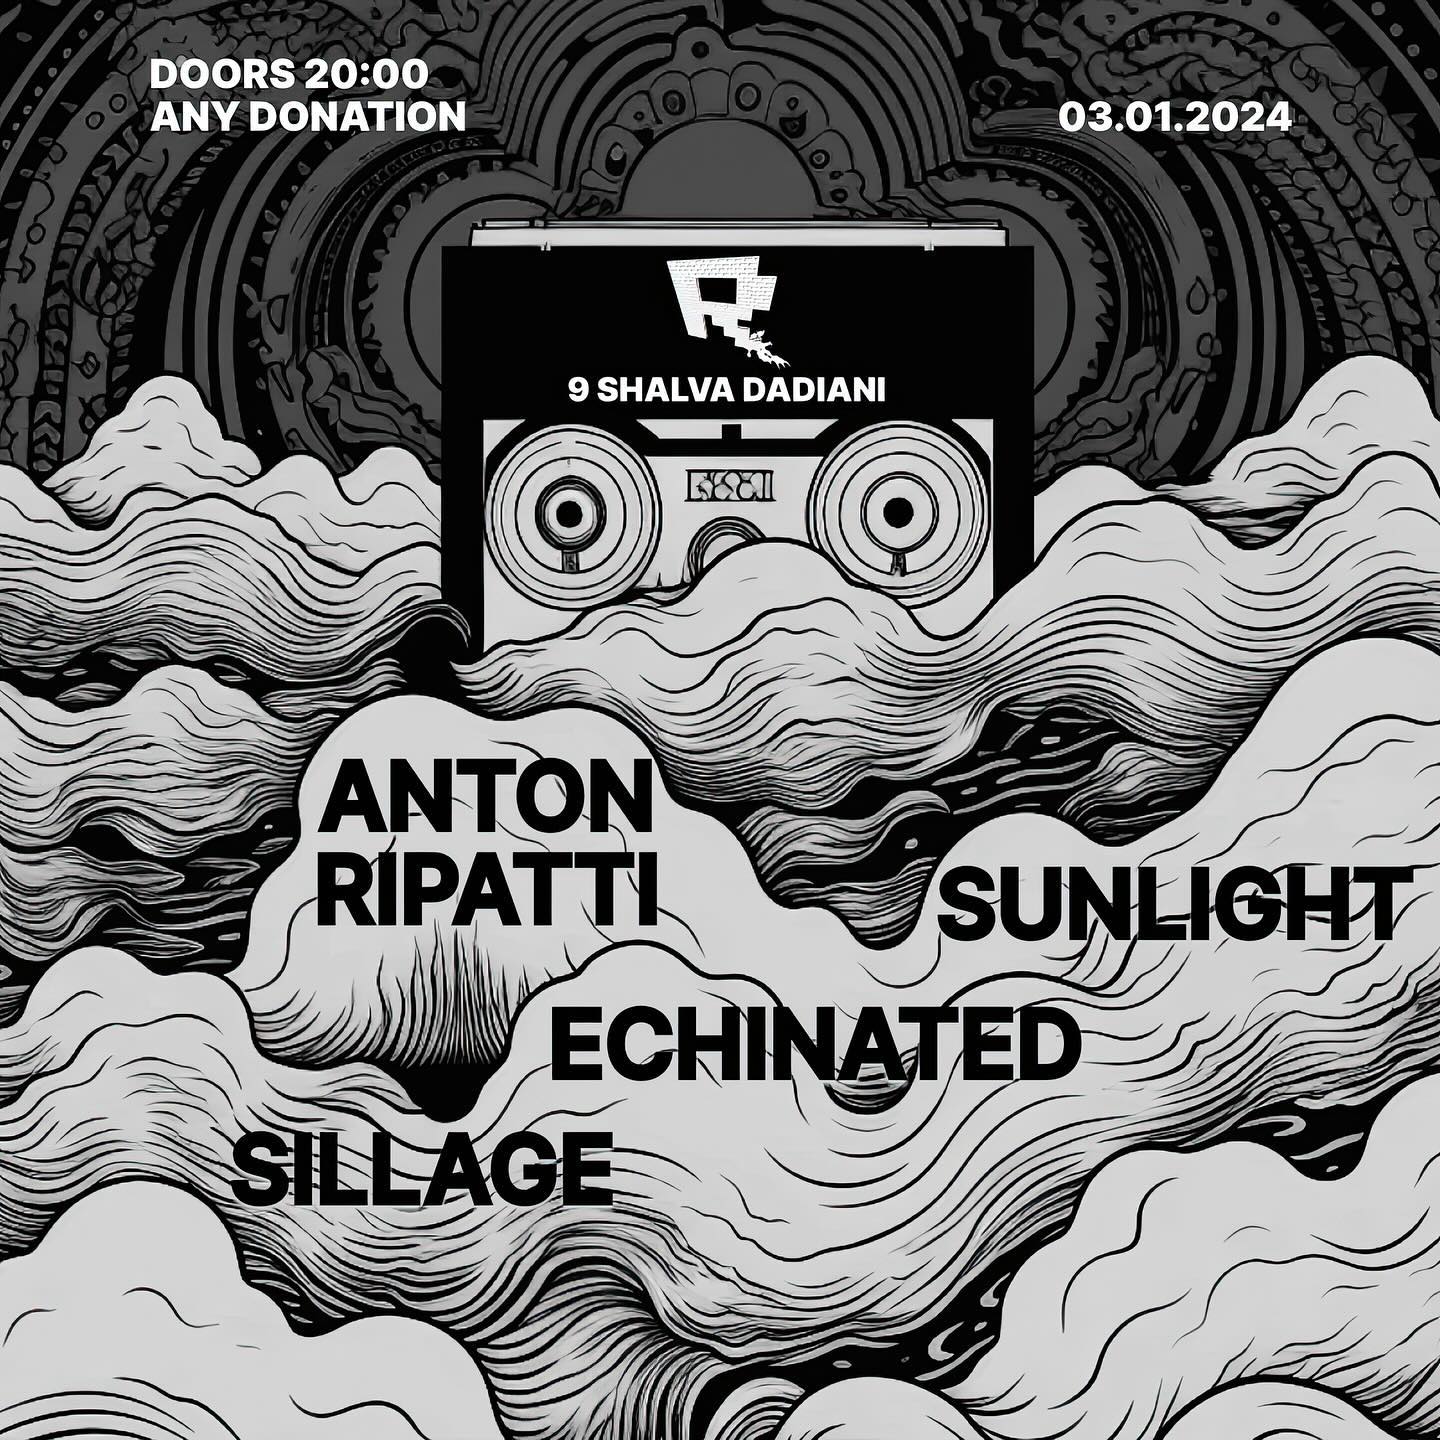 DOORS 20:00
ANY DONATION
03.01.2024
9 SHALVA DADIANI
ANTON
RIPATTI
SUNLIGHT
ECHINATED
SILLAGE